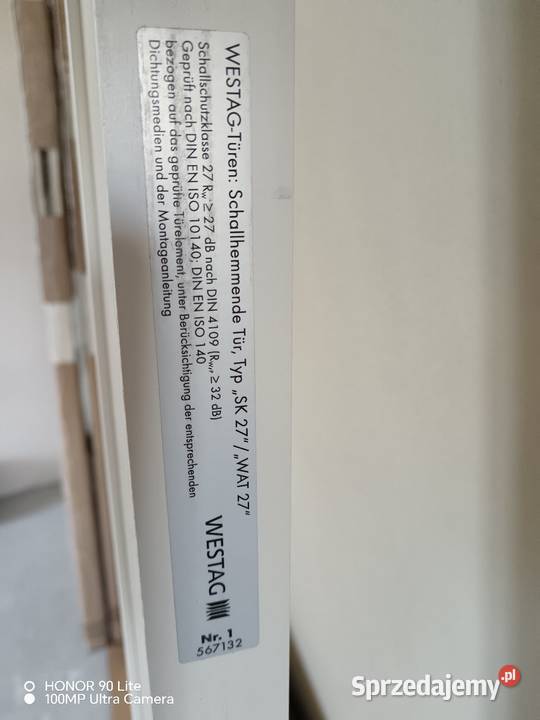 WESTAG-Türen: Schallhemmende Tür, Typ „SK 27“/„WAT 27“
Schallschutzklasse 27 Rw ≥ 27 dB nach DIN 4109 (Rw,P ≥ 32 dB)
Geprüft nach DIN EN ISO 10140; DIN EN ISO 140
bezogen auf das geprüfte Türelement, unter Berücksichtigung der entsprechenden
Dichtungsmedien und der Montageanleitung
WESTAG
Nr. 1
567132
HONOR 90 Lite
100MP Ultra Camera
Sprzedajemy.pl